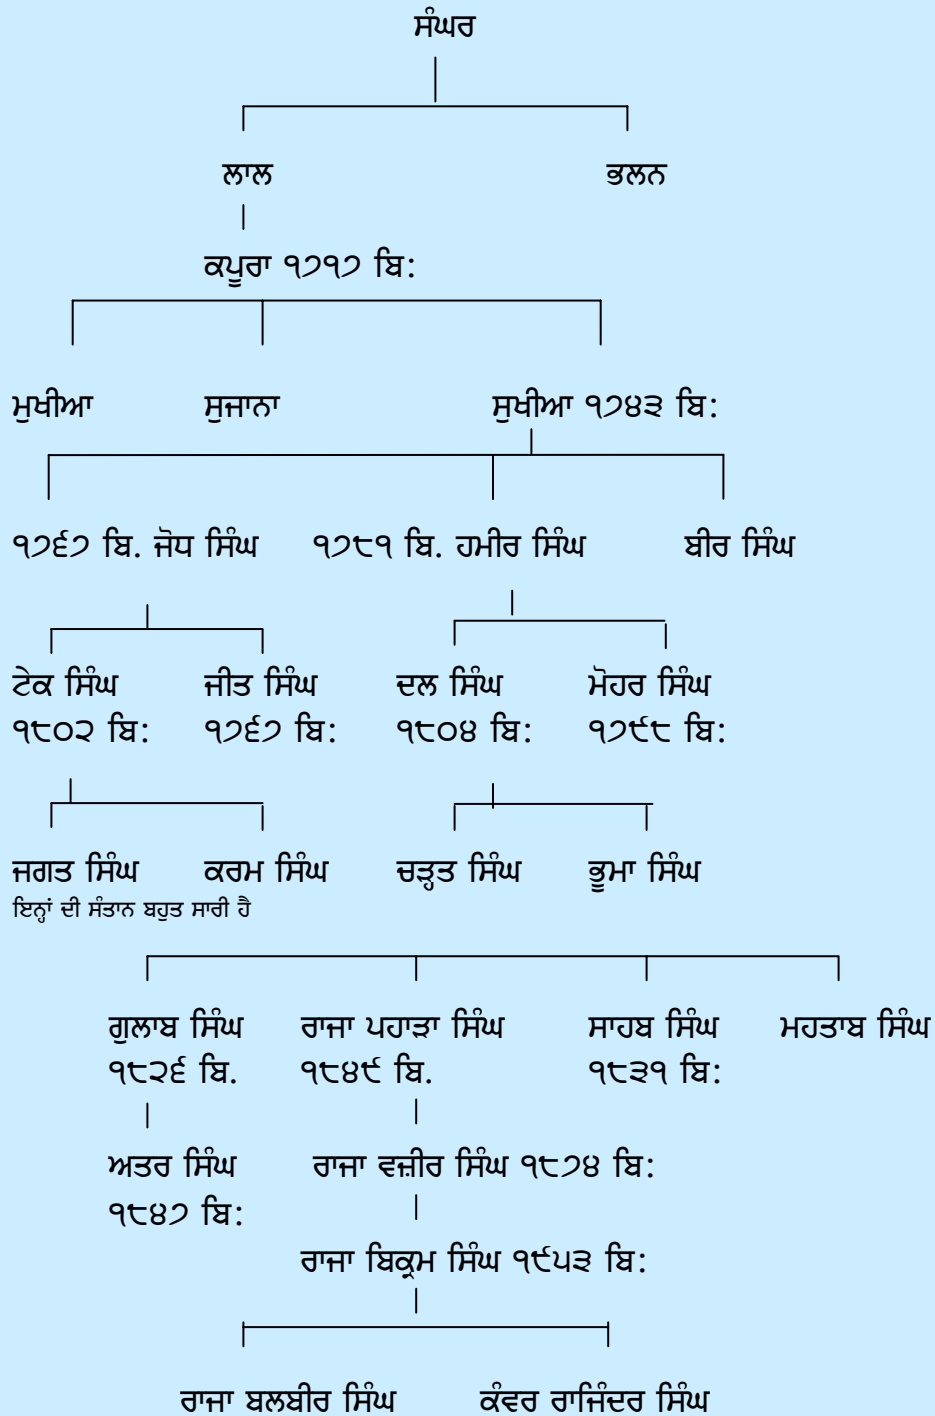 ਸੰਘਰ
ਲਾਲ ਭਲਨ
ਕਪੂਰਾ ੧੭੧੭ ਬਿ:
ਮੁਖੀਆ ਸੁਜਾਨਾ ਸੁਖੀਆ ੧੭੪੩ ਬਿ:
੧੭੬੭ ਬਿ. ਜੋਧ ਸਿੰਘ ੧੭੮੧ ਬਿ. ਹਮੀਰ ਸਿੰਘ ਬੀਰ ਸਿੰਘ
ਟੇਕ ਸਿੰਘ ਜੀਤ ਸਿੰਘ ਦਲ ਸਿੰਘ ਮੋਹਰ ਸਿੰਘ
੧੮੦੨ ਬਿ: ੧੭੬੭ ਬਿ: ੧੮੦੪ ਬਿ: ੧੭੯੮ ਬਿ:
ਜਗਤ ਸਿੰਘ ਕਰਮ ਸਿੰਘ ਚੜ੍ਹਤ ਸਿੰਘ ਭੂਮਾ ਸਿੰਘ
ਇਨ੍ਹਾਂ ਦੀ ਸੰਤਾਨ ਬਹੁਤ ਸਾਰੀ ਹੈ
ਗੁਲਾਬ ਸਿੰਘ ਰਾਜਾ ਪਹਾੜਾ ਸਿੰਘ ਸਾਹਬ ਸਿੰਘ ਮਹਤਾਬ ਸਿੰਘ
੧੮੨੬ ਬਿ. ੧੮੪੯ ਬਿ. ੧੮੩੧ ਬਿ:
ਅਤਰ ਸਿੰਘ ਰਾਜਾ ਵਜ਼ੀਰ ਸਿੰਘ ੧੮੭੪ ਬਿ:
੧੮੪੭ ਬਿ:
ਰਾਜਾ ਬਿਕ੍ਰਮ ਸਿੰਘ ੧੯੫੩ ਬਿ:
ਰਾਜਾ ਬਲਬੀਰ ਸਿੰਘ ਕੰਵਰ ਰਾਜਿੰਦਰ ਸਿੰਘ